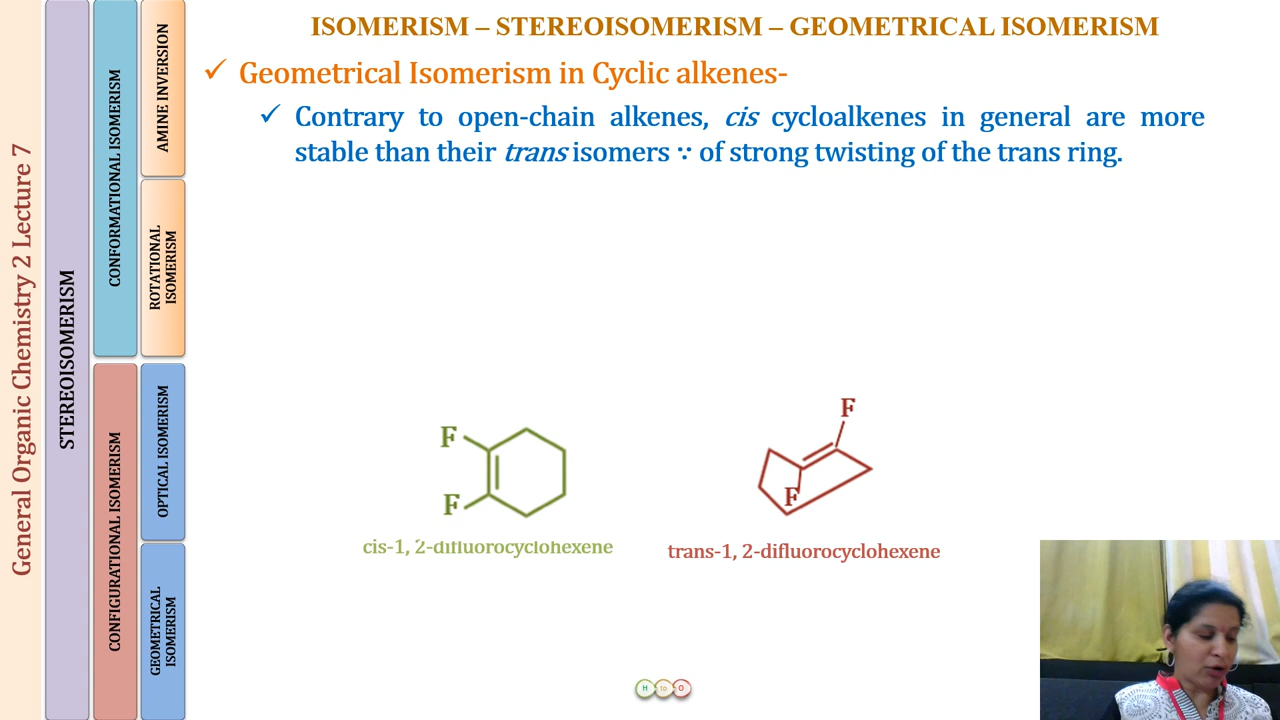 ISOMERISM – STEREOISOMERISM – GEOMETRICAL ISOMERISM
✓ Geometrical Isomerism in Cyclic alkenes-
✓ Contrary to open-chain alkenes, cis cycloalkenes in general are more
stable than their trans isomers ∵ of strong twisting of the trans ring.
General Organic Chemistry 2 Lecture 7
STEREOISOMERISM
CONFORMATIONAL ISOMERISM
CONFIGURATIONAL ISOMERISM
AMINE INVERSION
ROTATIONAL
ISOMERISM
OPTICAL ISOMERISM
GEOMETRICAL
ISOMERISM
F
F
cis-1, 2-difluorocyclohexene
F
F
trans-1, 2-difluorocyclohexene
H to O